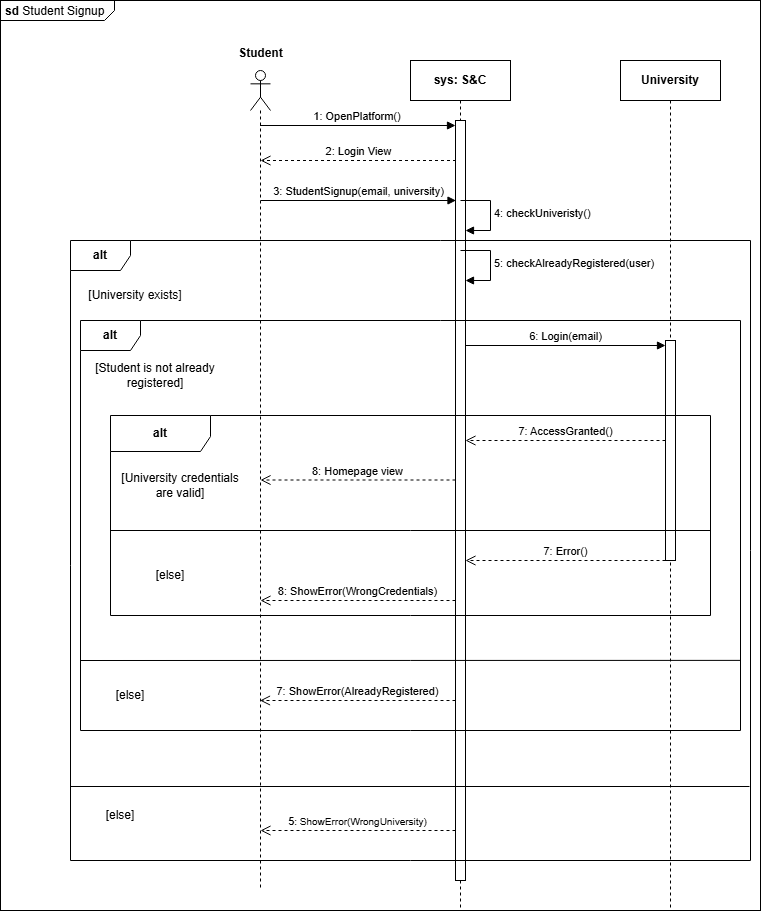 sd Student Signup
Student
sys: S&C
University
1: OpenPlatform()
2: Login View
3: StudentSignup(email, university)
4: checkUniveristy()
alt
5: checkAlreadyRegistered(user)
[University exists]
alt
6: Login(email)
[Student is not already
registered]
alt
7: AccessGranted()
8: Homepage view
[University credentials
are valid]
7: Error()
[else]
8: ShowError(WrongCredentials)
[else]
7: ShowError(AlreadyRegistered)
[else]
5: ShowError(WrongUniversity)